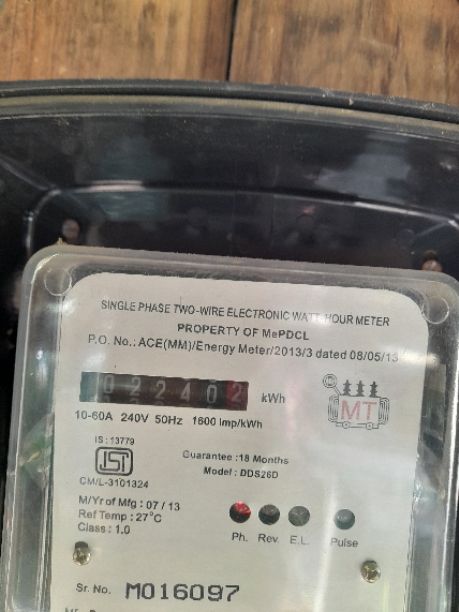 SINGLE PHASE TWO-WIRE ELECTRONIC WATT-HOUR METER
PROPERTY OF MePDCL
P.O. No.: ACE(MM)/Energy Meter/2013/3 dated 08/05/13
022402 kWh
MT
10-60A 240V 50Hz 1600 Imp/kWh
IS : 13779
ISI
CM/L-3101324
Guarantee : 18 Months
Model : DDS26D
M/Yr of Mfg : 07 / 13
Ref Temp : 27°C
Class : 1.0
Ph. Rev. E.L. Pulse
Sr. No. M016097